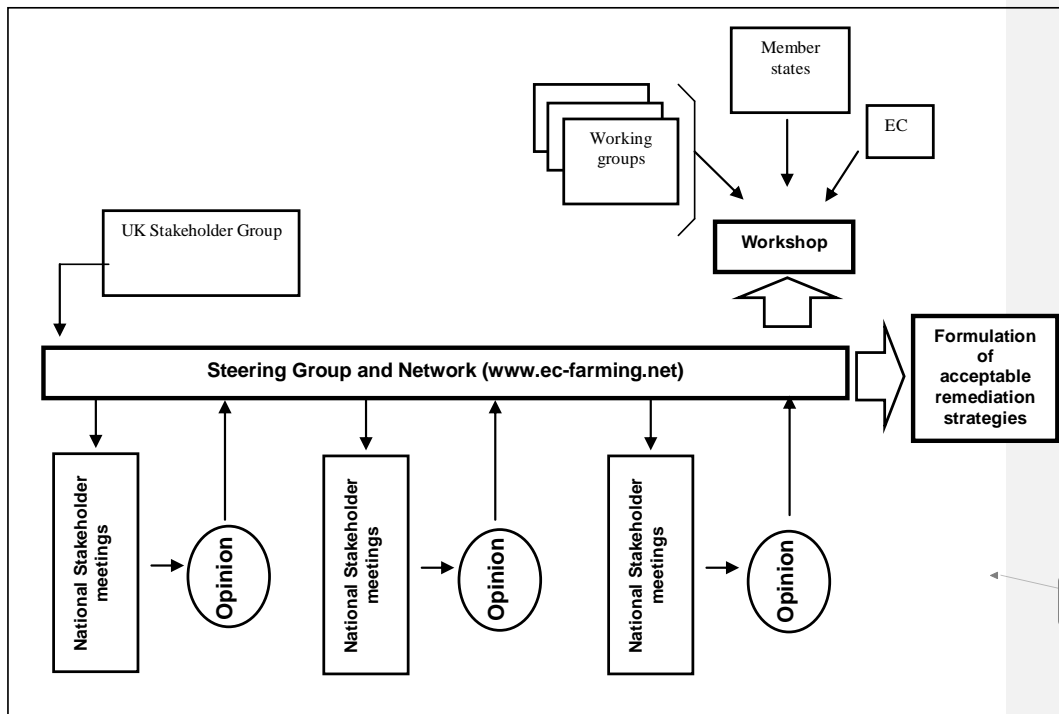 Member
states
Working
groups
EC
UK Stakeholder Group
Workshop
Steering Group and Network (www.ec-farming.net)
Formulation
of
acceptable
remediation
strategies
National Stakeholder
meetings
Opinion
National Stakeholder
meetings
Opinion
National Stakeholder
meetings
Opinion